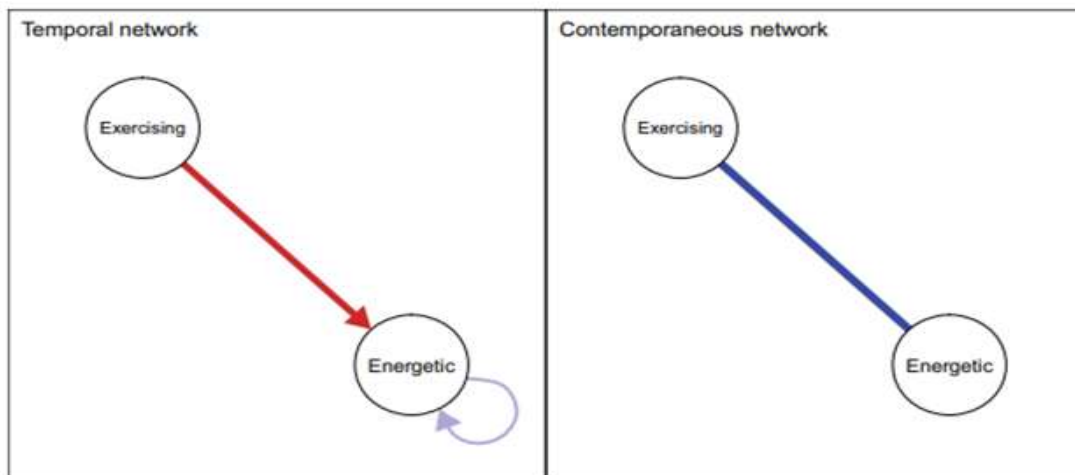 Temporal network
Exercising
Energetic
Contemporaneous network
Exercising
Energetic